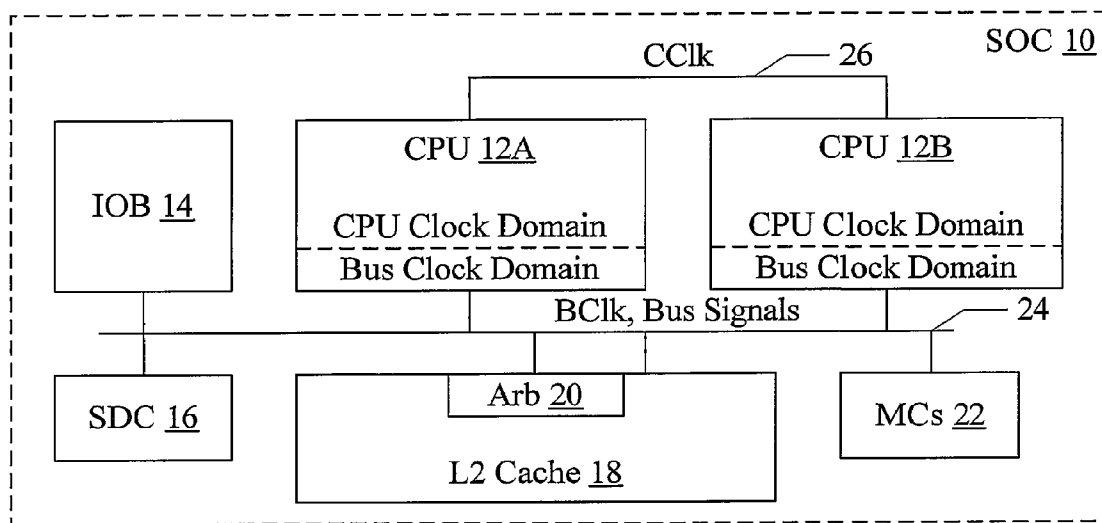 SOC 10
CClk
26
CPU 12A
CPU 12B
IOB 14
CPU Clock Domain
CPU Clock Domain
Bus Clock Domain
Bus Clock Domain
BClk, Bus Signals
24
SDC 16
Arb 20
MCs 22
L2 Cache 18